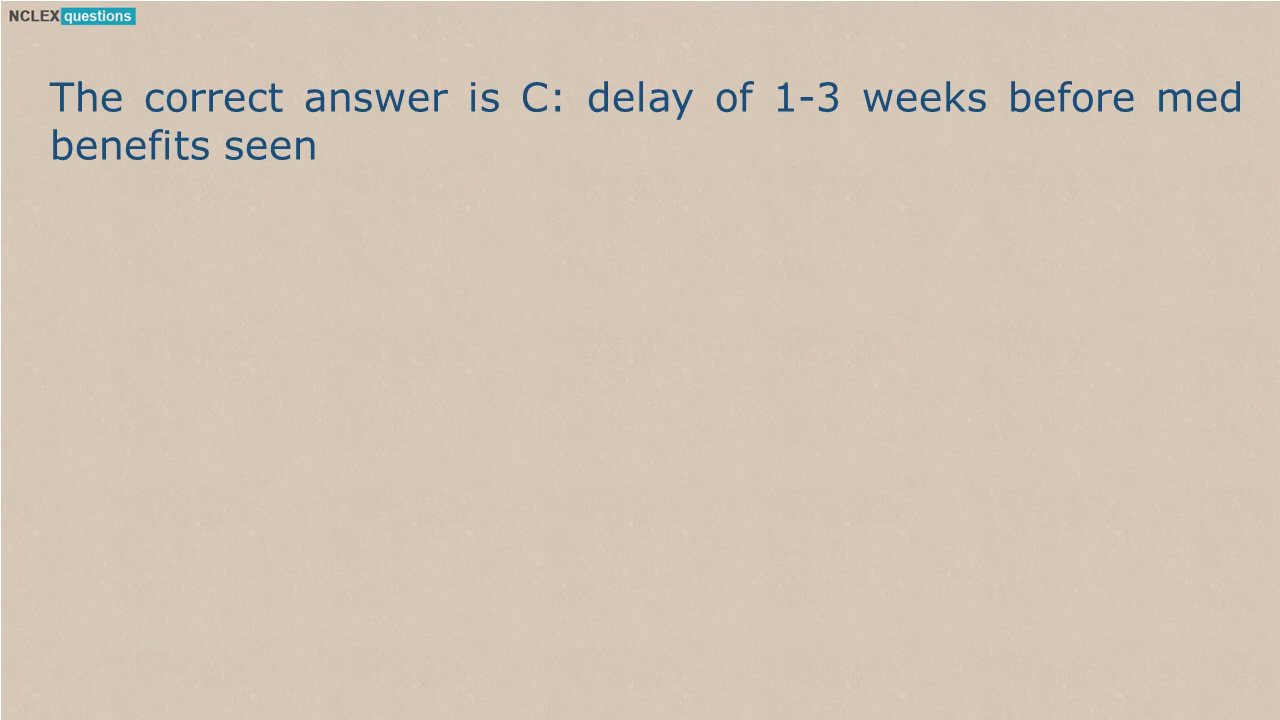 NCLEX questions
The correct answer is C: delay of 1-3 weeks before med
benefits seen